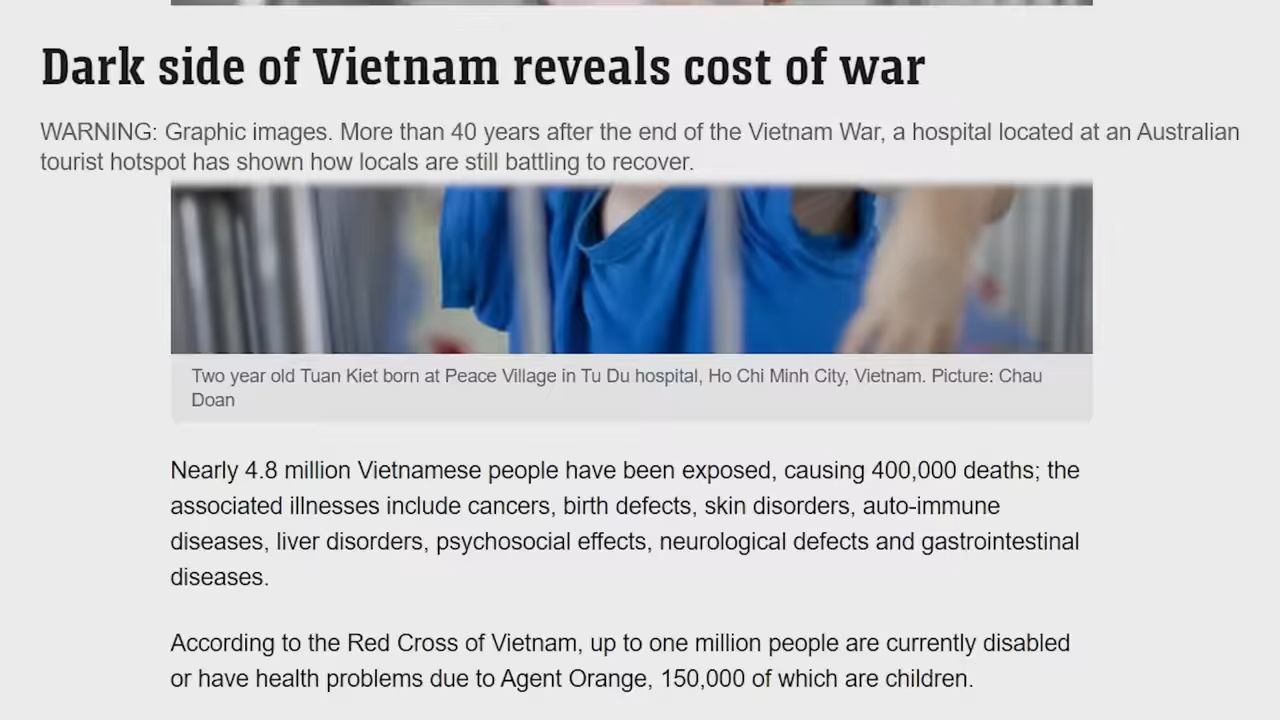 Dark side of Vietnam reveals cost of war
WARNING: Graphic images. More than 40 years after the end of the Vietnam War, a hospital located at an Australian
tourist hotspot has shown how locals are still battling to recover.
Two year old Tuan Kiet born at Peace Village in Tu Du hospital, Ho Chi Minh City, Vietnam. Picture: Chau
Doan
Nearly 4.8 million Vietnamese people have been exposed, causing 400,000 deaths; the
associated illnesses include cancers, birth defects, skin disorders, auto-immune
diseases, liver disorders, psychosocial effects, neurological defects and gastrointestinal
diseases.
According to the Red Cross of Vietnam, up to one million people are currently disabled
or have health problems due to Agent Orange, 150,000 of which are children.